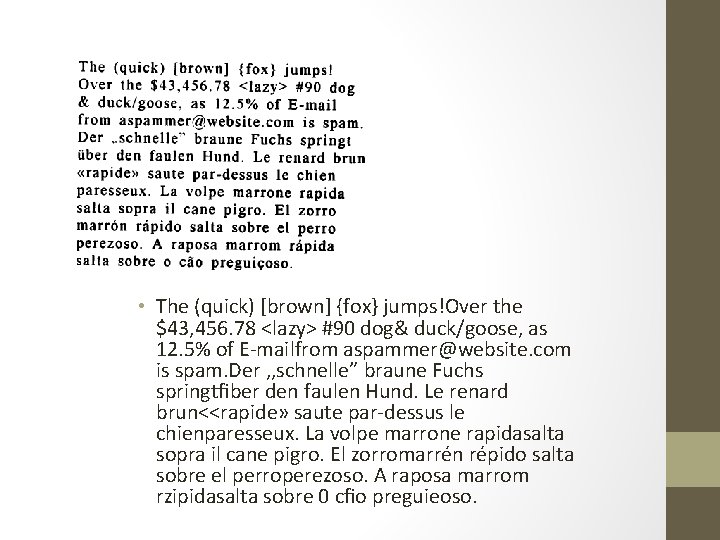 The (quick) [brown] {fox} jumps!
Over the $43,456.78 <lazy> #90 dog
& duck/goose, as 12.5% of E-mail
from aspammer@website.com is spam.
Der „schnelle” braune Fuchs springt
über den faulen Hund. Le renard brun
«rapide» saute par-dessus le chien
paresseux. La volpe marrone rapida
salta sopra il cane pigro. El zorro
marrón rápido salta sobre el perro
perezoso. A raposa marrom rápida
salta sobre o cão preguiçoso.
• The (quick) [brown] {fox} jumps!Over the
$43,456.78 <lazy> #90 dog& duck/goose, as
12.5% of E-mailfrom aspammer@website.com
is spam.Der ,,schnelle” braune Fuchs
springtfiber den faulen Hund. Le renard
brun<<rapide» saute par-dessus le
chienparesseux. La volpe marrone rapidasalta
sopra il cane pigro. El zorromarrén répido salta
sobre el perroperezoso. A raposa marrom
rzipidasalta sobre 0 cfio preguieoso.